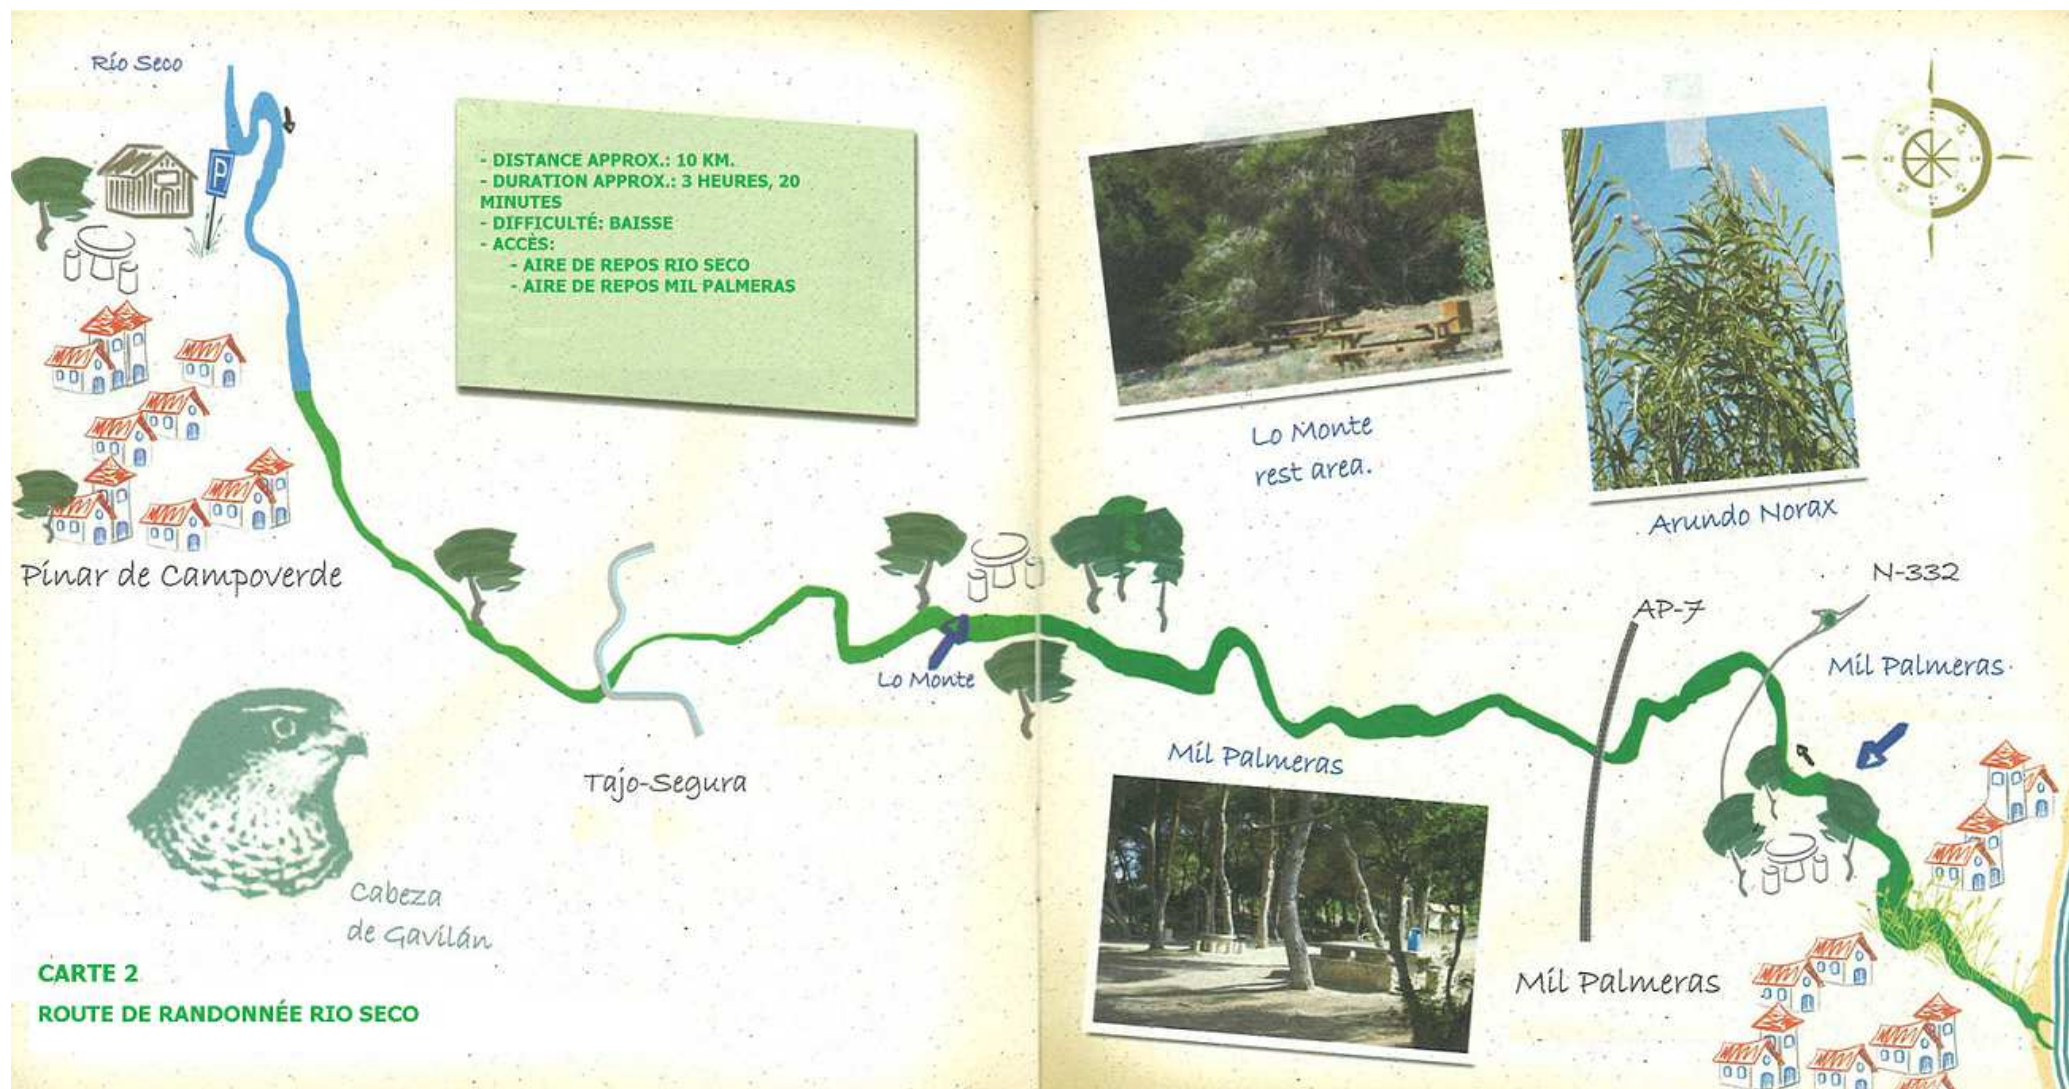 Río Seco
P
- DISTANCE APPROX.: 10 KM.
- DURATION APPROX.: 3 HEURES, 20
MINUTES
- DIFFICULTÉ: BAISSE
- ACCÈS:
- AIRE DE REPOS RIO SECO
- AIRE DE REPOS MIL PALMERAS
Pinar de Campoverde
Tajo-Segura
Lo Monte
Cabeza
de Gavilán
CARTE 2
ROUTE DE RANDONNÉE RIO SECO
Lo Monte
rest area.
Arundo Norax
N-332
AP-7
Mil Palmeras
Mil Palmeras
Mil Palmeras